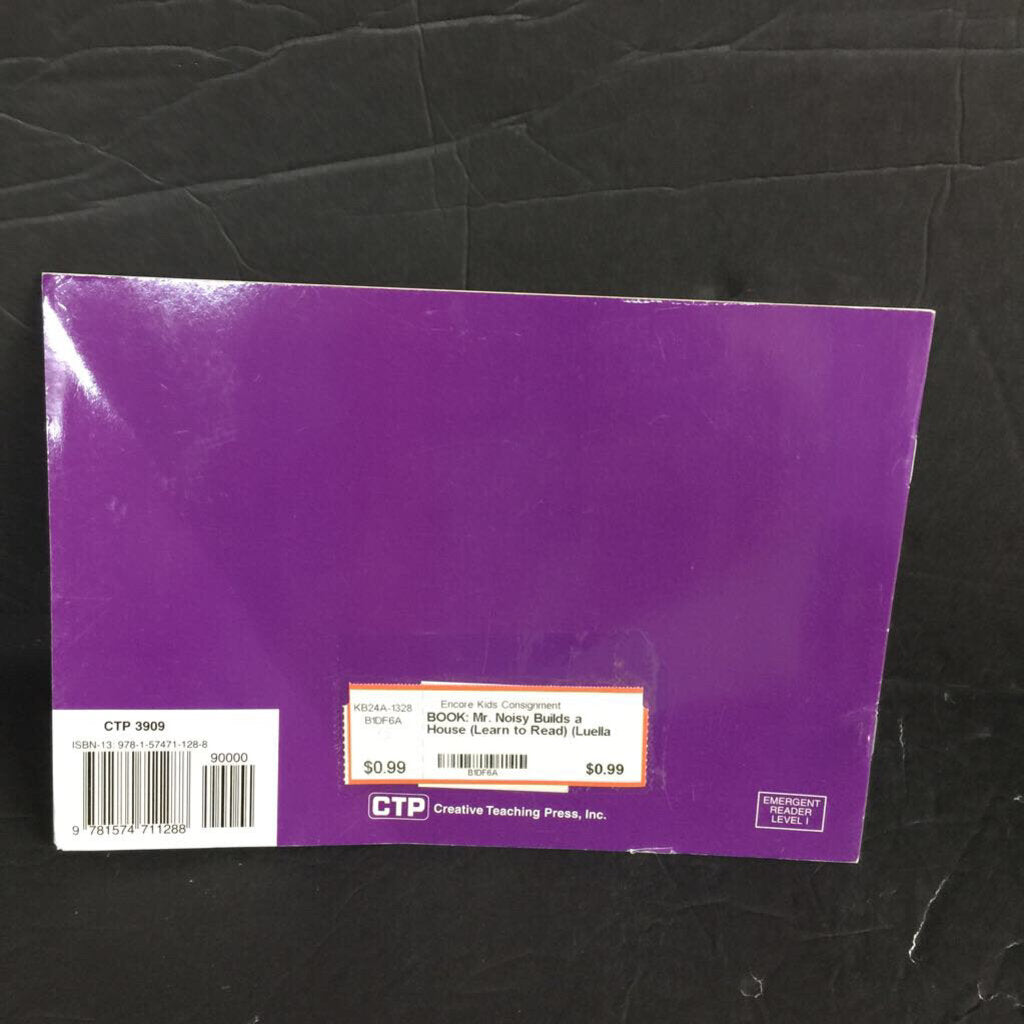 KB24A-1328
B1DF6A
$0.99
Encore Kids Consignment
BOOK: Mr. Noisy Builds a
House (Learn to Read) (Luella
B1DF6A
$0.99
CTP 3909
ISBN-13: 978-1-57471-128-8
90000
9 781574 711288
CTP Creative Teaching Press, Inc.
EMERGENT
READER
LEVEL I